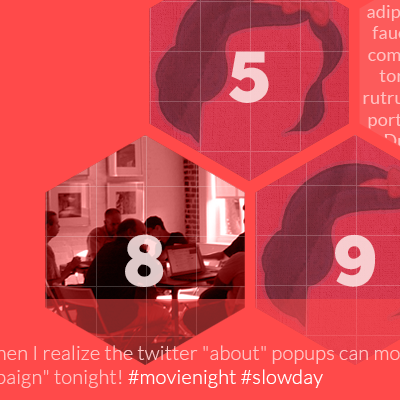 adip
fau
com
tor
rutru
port
5
8
9
hen I realize the twitter "about" popups can mo
paign" tonight! #movienight #slowday